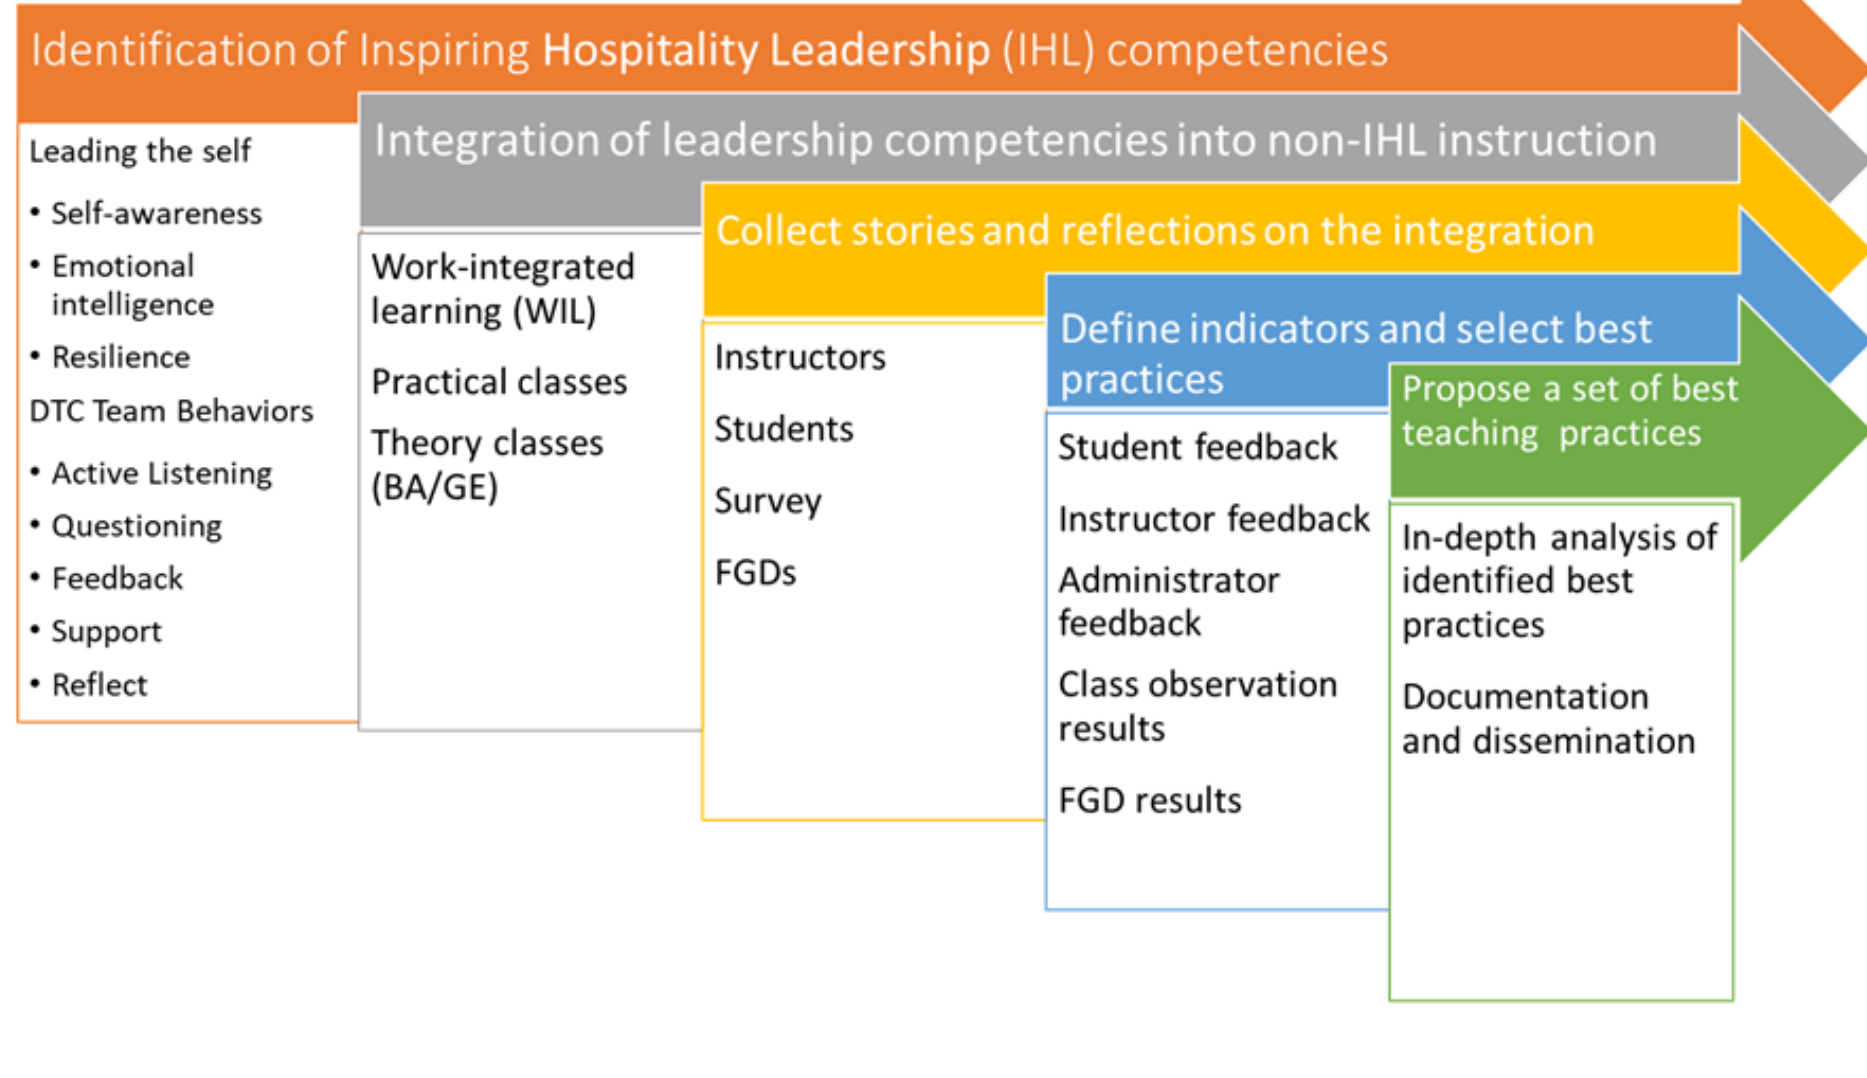 Identification of Inspiring Hospitality Leadership (IHL) competencies
Leading the self
• Self-awareness
• Emotional
intelligence
• Resilience
DTC Team Behaviors
• Active Listening
• Questioning
• Feedback
• Support
• Reflect
Integration of leadership competencies into non-IHL instruction
Work-integrated
learning (WIL)
Practical classes
Theory classes
(BA/GE)
Collect stories and reflections on the integration
Instructors
Students
Survey
FGDs
Define indicators and select best
practices
Student feedback
Instructor feedback
Administrator
feedback
Class observation
results
FGD results
Propose a set of best
teaching practices
In-depth analysis of
identified best
practices
Documentation
and dissemination